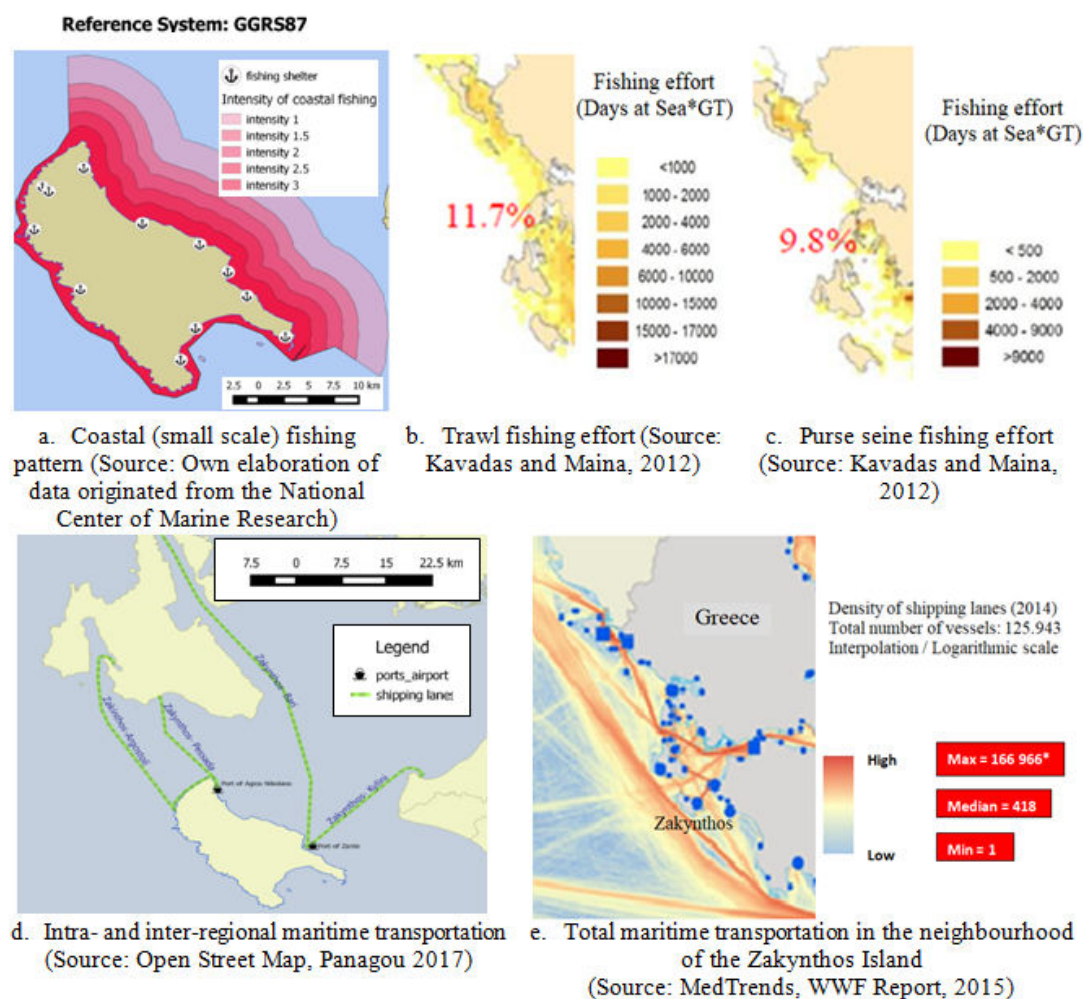 Reference System: GGRS87
fishing shelter
Intensity of coastal fishing
intensity 1
intensity 1.5
intensity 2
intensity 2.5
intensity 3
2.5 0 2.5 5 7.5 10 km
11.7%
Fishing effort
(Days at Sea*GT)
<1000
1000 - 2000
2000 - 4000
4000 - 6000
6000 - 10000
10000 - 15000
15000 - 17000
>17000
9.8%
Fishing effort
(Days at Sea*GT)
< 500
500 - 2000
2000 - 4000
4000 - 9000
>9000
a. Coastal (small scale) fishing
pattern (Source: Own elaboration of
data originated from the National
Center of Marine Research)
b. Trawl fishing effort (Source:
Kavadas and Maina, 2012)
c. Purse seine fishing effort
(Source: Kavadas and Maina,
2012)
7.5 0 7.5 15 22.5 km
Legend
ports_airport
shipping lanes
Zakynthos- Bari
Zakinthos-Argostoli
Zakynthos- Pessada
Zakynthos- Kyllini
Port of Agios Nikolaos
Port of Zante
Greece
Zakynthos
Density of shipping lanes (2014)
Total number of vessels: 125.943
Interpolation / Logarithmic scale
High
Low
Max = 166 966*
Median = 418
Min = 1
d. Intra- and inter-regional maritime transportation
(Source: Open Street Map, Panagou 2017)
e. Total maritime transportation in the neighbourhood
of the Zakynthos Island
(Source: MedTrends, WWF Report, 2015)